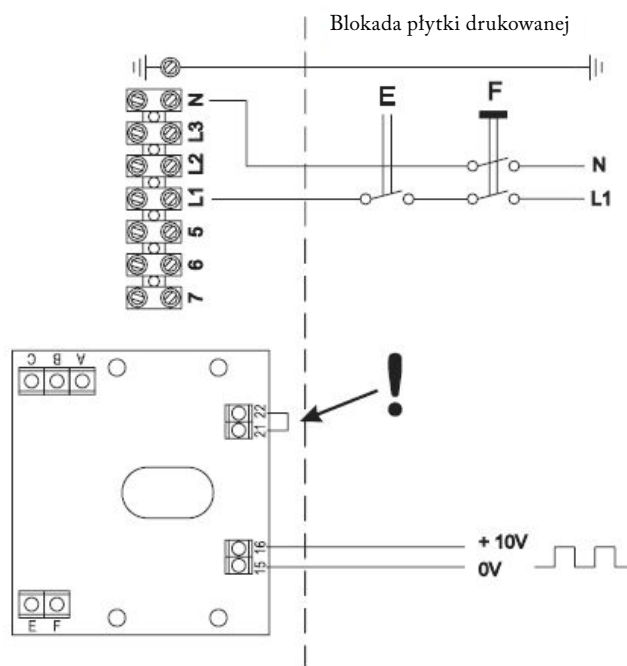 Blokada płytki drukowanej
E F
N
L3
L2
L1
5
6
7
N
L1
C B A
!
22
21
16
15
+ 10V
0V
E F